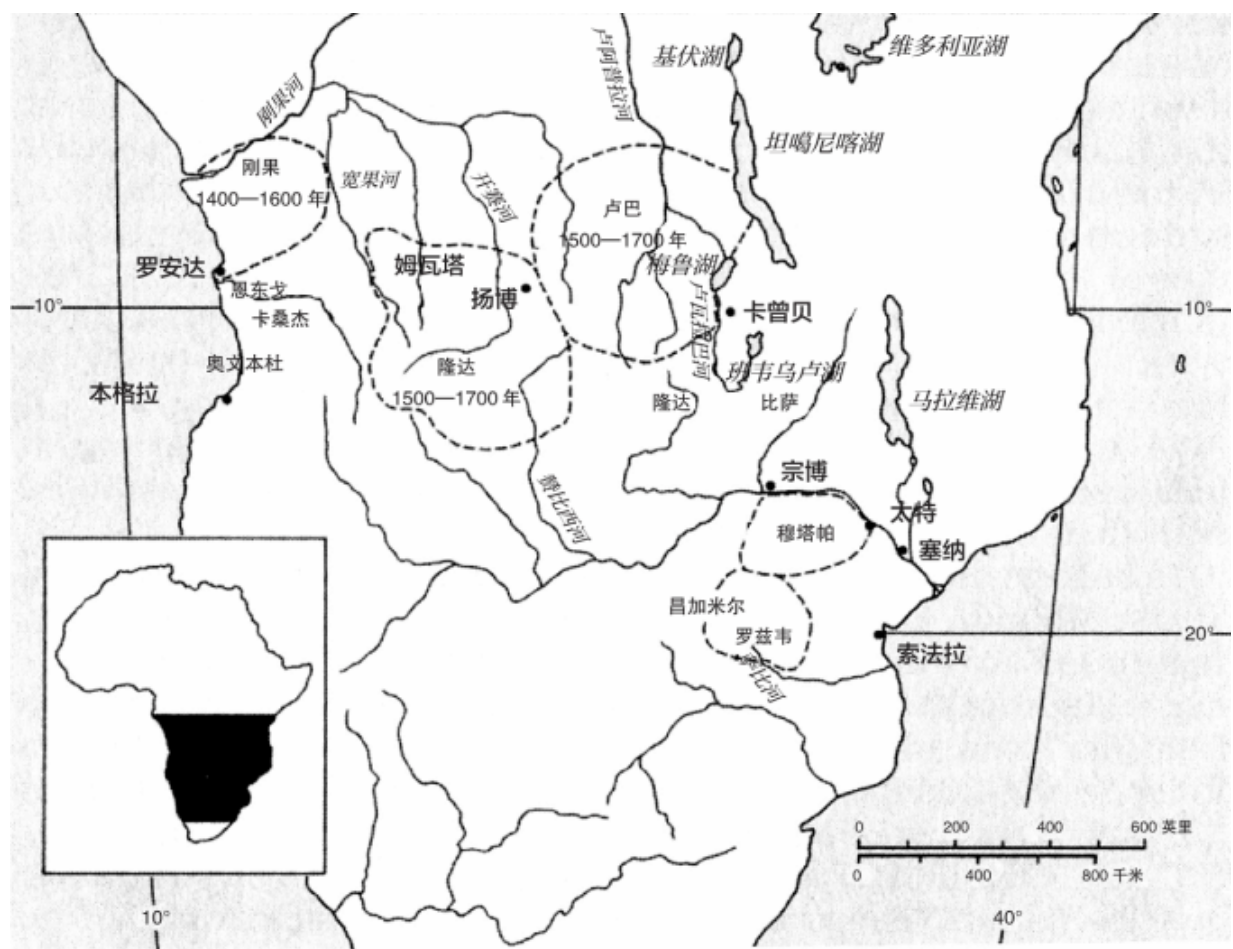 维多利亚湖
基伏湖
卢阿普拉河
刚果河
坦噶尼喀湖
刚果
1400—1600 年
宽果河
开赛河
卢巴
1500—1700 年
姆瓦塔
梅鲁湖
罗安达
扬博
恩东戈
10°
10°
卡桑杰
卡曾贝
卢瓦拉巴河
奥文本杜
隆达
1500—1700 年
班韦乌卢湖
本格拉
隆达
比萨
马拉维湖
宗博
赞比西河
太特
穆塔帕
塞纳
昌加米尔
罗兹韦
20°
索法拉
比河
0 200 400 600 英里
0 400 800 千米
10°
40°